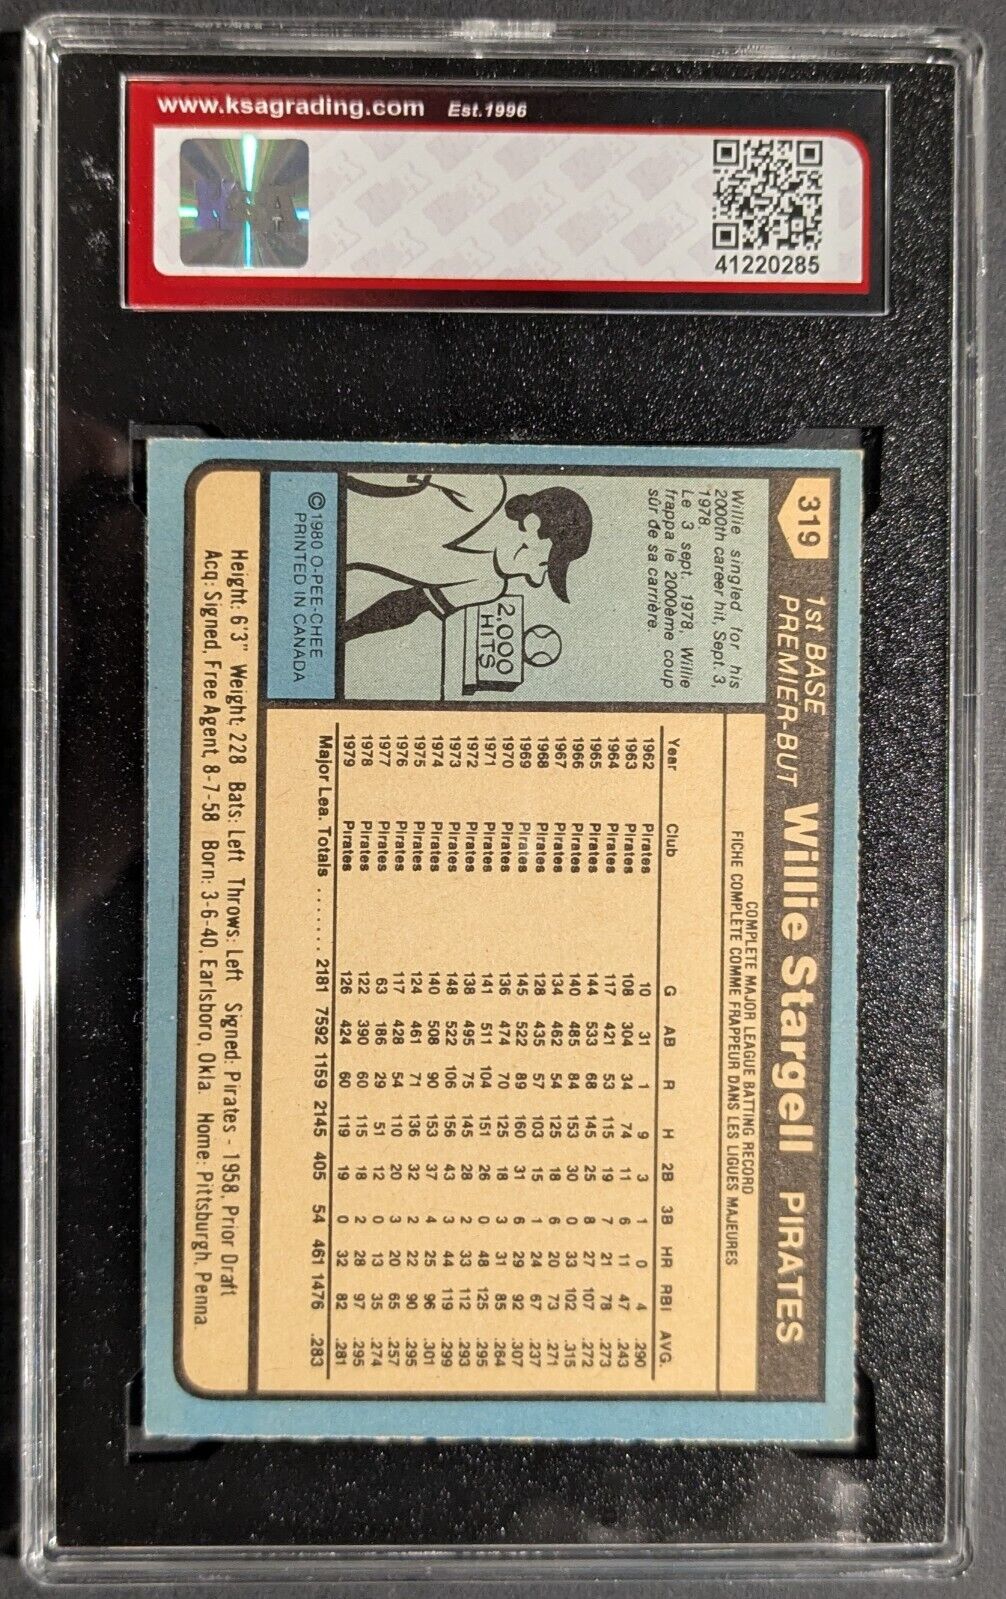 www.ksagrading.com Est.1996
KSA
41220285
319
1st BASE
PREMIER-BUT
Willie Stargell PIRATES
Willie singled for his
2000th career hit, Sept. 3,
1978.
Le 3 sept. 1978, Willie
frappa le 2000ème coup
sûr de sa carrière.
2,000
HITS
© 1980 O-PEE-CHEE
PRINTED IN CANADA
COMPLETE MAJOR LEAGUE BATTING RECORD
FICHE COMPLÈTE COMME FRAPPEUR DANS LES LIGUES MAJEURES
Year Club G AB R H 2B 3B HR RBI AVG.
1962 Pirates 10 31 1 9 3 1 0 4 .290
1963 Pirates 108 304 34 74 11 6 11 47 .243
1964 Pirates 117 421 53 115 19 7 21 78 .273
1965 Pirates 144 533 68 145 25 8 27 107 .272
1966 Pirates 140 485 84 153 30 0 33 102 .315
1967 Pirates 134 462 54 125 18 6 20 73 .271
1968 Pirates 128 435 57 103 15 1 24 67 .237
1969 Pirates 145 522 89 160 31 6 29 92 .307
1970 Pirates 136 474 70 125 18 3 31 85 .264
1971 Pirates 141 511 104 151 26 0 48 125 .295
1972 Pirates 138 495 75 145 28 2 33 112 .293
1973 Pirates 148 522 106 156 43 3 44 119 .299
1974 Pirates 140 508 90 153 37 4 25 96 .301
1975 Pirates 124 461 71 136 32 2 22 90 .295
1976 Pirates 117 428 54 110 20 3 20 65 .257
1977 Pirates 63 186 29 51 12 0 13 35 .274
1978 Pirates 122 390 60 115 18 2 28 97 .295
1979 Pirates 126 424 60 119 19 0 32 82 .281
Major Lea. Totals ....... 2181 7592 1159 2145 405 54 461 1476 .283
Height: 6'3" Weight: 228 Bats: Left Throws: Left Signed: Pirates - 1958, Prior Draft
Acq: Signed, Free Agent, 8-7-58 Born: 3-6-40, Earlsboro, Okla. Home: Pittsburgh, Penna.